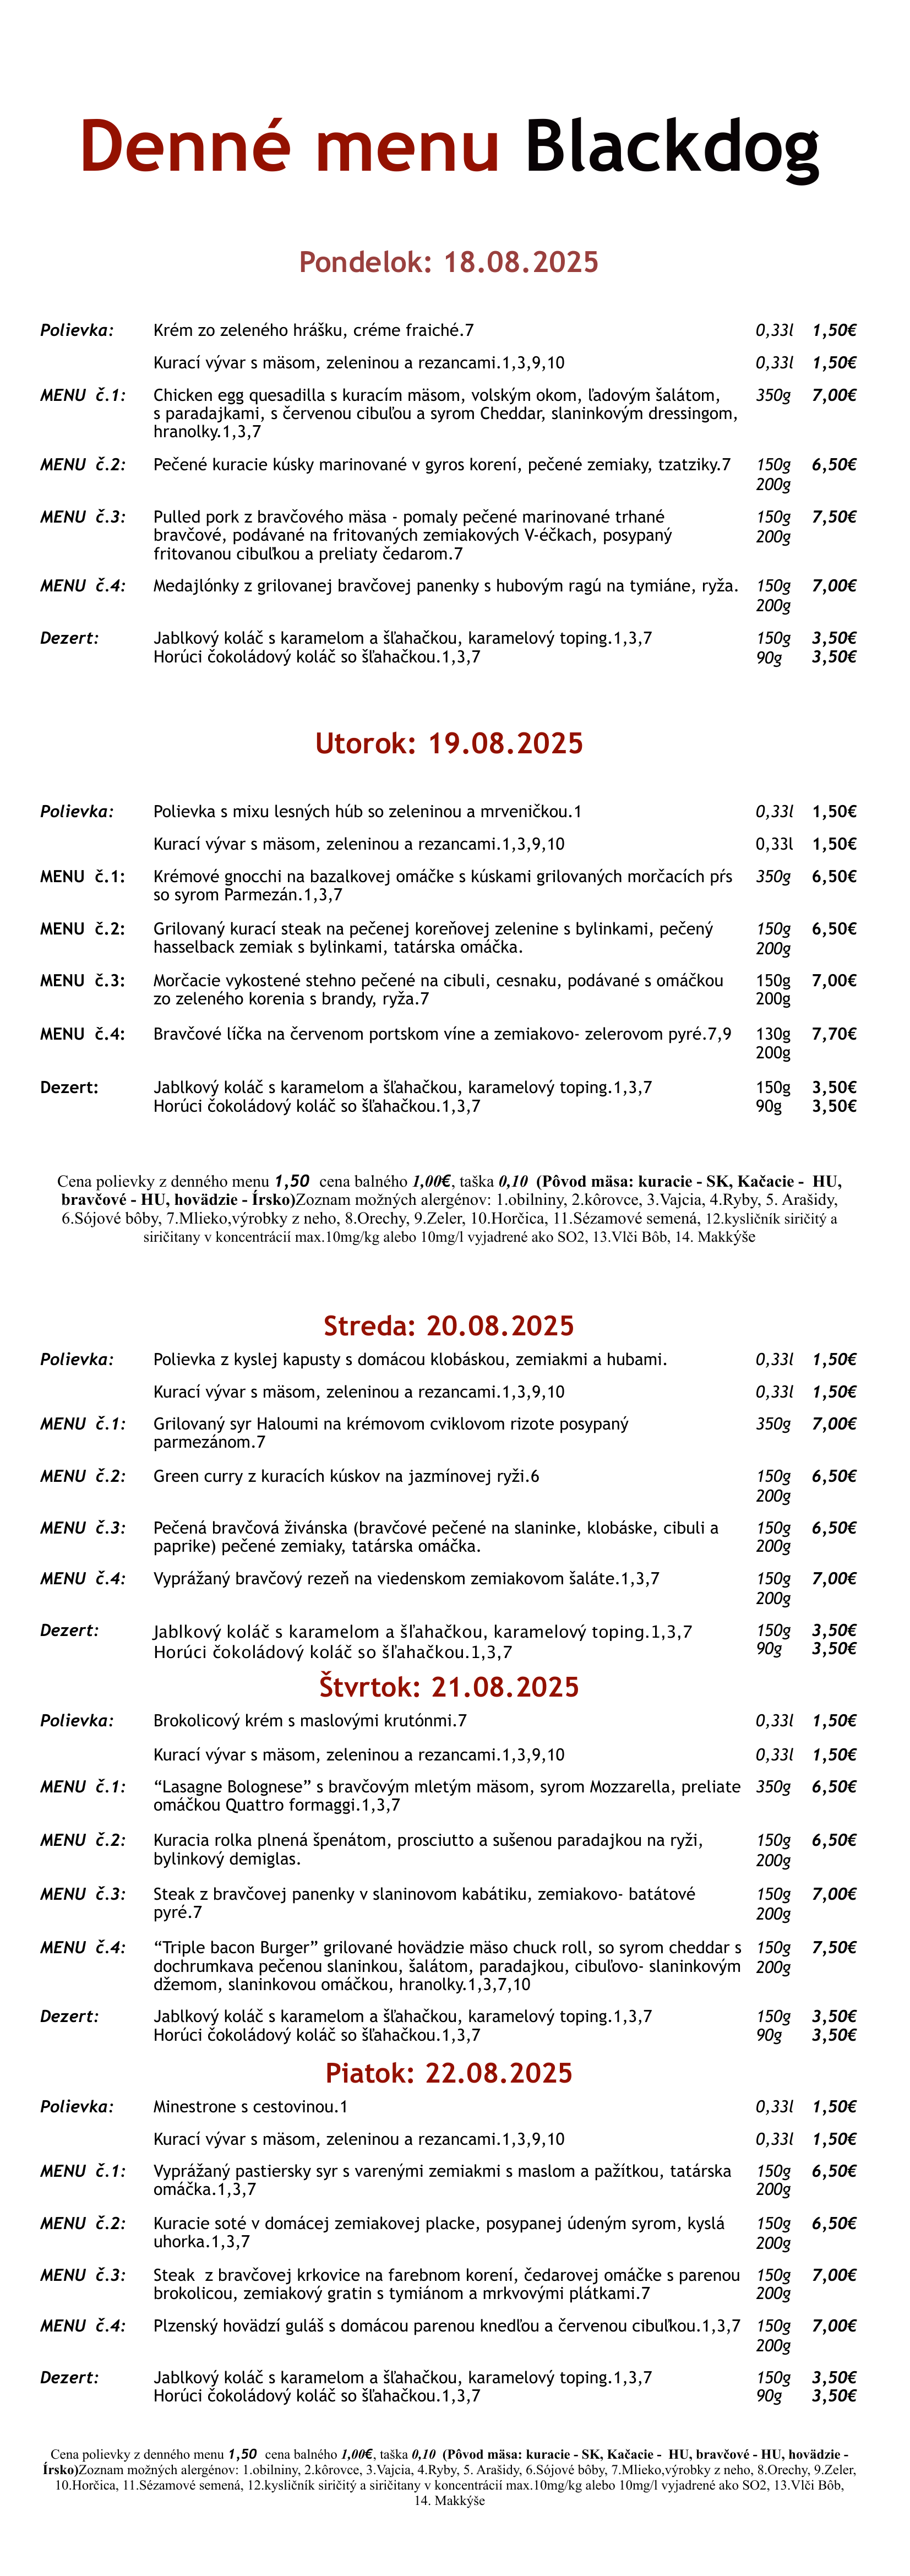 Denné menu Blackdog
Pondelok: 18.08.2025
Polievka: Krém zo zeleného hrášku, créme fraiché.7 0,33l 1,50€
Kurací vývar s mäsom, zeleninou a rezancami.1,3,9,10 0,33l 1,50€
MENU č.1: Chicken egg quesadilla s kuracím mäsom, volským okom, ľadovým šalátom, 350g 7,00€
s paradajkami, s červenou cibuľou a syrom Cheddar, slaninkovým dressingom,
hranolky.1,3,7
MENU č.2: Pečené kuracie kúsky marinované v gyros korení, pečené zemiaky, tzatziky.7 150g 6,50€
200g
MENU č.3: Pulled pork z bravčového mäsa - pomaly pečené marinované trhané 150g 7,50€
bravčové, podávané na fritovaných zemiakových V-éčkach, posypaný 200g
fritovanou cibuľkou a preliaty čedarom.7
MENU č.4: Medajlónky z grilovanej bravčovej panenky s hubovým ragú na tymiáne, ryža. 150g 7,00€
200g
Dezert: Jablkový koláč s karamelom a šľahačkou, karamelový toping.1,3,7 150g 3,50€
Horúci čokoládový koláč so šľahačkou.1,3,7 90g 3,50€
Utorok: 19.08.2025
Polievka: Polievka s mixu lesných húb so zeleninou a mrveničkou.1 0,33l 1,50€
Kurací vývar s mäsom, zeleninou a rezancami.1,3,9,10 0,33l 1,50€
MENU č.1: Krémové gnocchi na bazalkovej omáčke s kúskami grilovaných morčacích pŕs 350g 6,50€
so syrom Parmezán.1,3,7
MENU č.2: Grilovaný kurací steak na pečenej koreňovej zelenine s bylinkami, pečený 150g 6,50€
hasselback zemiak s bylinkami, tatárska omáčka. 200g
MENU č.3: Morčacie vykostené stehno pečené na cibuli, cesnaku, podávané s omáčkou 150g 7,00€
zo zeleného korenia s brandy, ryža.7 200g
MENU č.4: Bravčové líčka na červenom portskom víne a zemiakovo- zelerovom pyré.7,9 130g 7,70€
200g
Dezert: Jablkový koláč s karamelom a šľahačkou, karamelový toping.1,3,7 150g 3,50€
Horúci čokoládový koláč so šľahačkou.1,3,7 90g 3,50€
Cena polievky z denného menu 1,50 cena balného 1,00€, taška 0,10 (Pôvod mäsa: kuracie - SK, Kačacie - HU,
bravčové - HU, hovädzie - Írsko)Zoznam možných alergénov: 1.obilniny, 2.kôrovce, 3.Vajcia, 4.Ryby, 5. Arašidy,
6.Sójové bôby, 7.Mlieko,výrobky z neho, 8.Orechy, 9.Zeler, 10.Horčica, 11.Sézamové semená, 12.kysličník siričitý a
siričitany v koncentrácií max.10mg/kg alebo 10mg/l vyjadrené ako SO2, 13.Vlči Bôb, 14. Makkýše
Streda: 20.08.2025
Polievka: Polievka z kyslej kapusty s domácou klobáskou, zemiakmi a hubami. 0,33l 1,50€
Kurací vývar s mäsom, zeleninou a rezancami.1,3,9,10 0,33l 1,50€
MENU č.1: Grilovaný syr Haloumi na krémovom cviklovom rizote posypaný 350g 7,00€
parmezánom.7
MENU č.2: Green curry z kuracích kúskov na jazmínovej ryži.6 150g 6,50€
200g
MENU č.3: Pečená bravčová živánska (bravčové pečené na slaninke, klobáske, cibuli a 150g 6,50€
paprike) pečené zemiaky, tatárska omáčka. 200g
MENU č.4: Vyprážaný bravčový rezeň na viedenskom zemiakovom šaláte.1,3,7 150g 7,00€
200g
Dezert: Jablkový koláč s karamelom a šľahačkou, karamelový toping.1,3,7 150g 3,50€
Horúci čokoládový koláč so šľahačkou.1,3,7 90g 3,50€
Štvrtok: 21.08.2025
Polievka: Brokolicový krém s maslovými krutónmi.7 0,33l 1,50€
Kurací vývar s mäsom, zeleninou a rezancami.1,3,9,10 0,33l 1,50€
MENU č.1: “Lasagne Bolognese” s bravčovým mletým mäsom, syrom Mozzarella, preliate 350g 6,50€
omáčkou Quattro formaggi.1,3,7
MENU č.2: Kuracia rolka plnená špenátom, prosciutto a sušenou paradajkou na ryži, 150g 6,50€
bylinkový demiglas. 200g
MENU č.3: Steak z bravčovej panenky v slaninovom kabátiku, zemiakovo- batátové 150g 7,00€
pyré.7 200g
MENU č.4: “Triple bacon Burger” grilované hovädzie mäso chuck roll, so syrom cheddar s 150g 7,50€
dochrumkava pečenou slaninkou, šalátom, paradajkou, cibuľovo- slaninkovým 200g
džemom, slaninkovou omáčkou, hranolky.1,3,7,10
Dezert: Jablkový koláč s karamelom a šľahačkou, karamelový toping.1,3,7 150g 3,50€
Horúci čokoládový koláč so šľahačkou.1,3,7 90g 3,50€
Piatok: 22.08.2025
Polievka: Minestrone s cestovinou.1 0,33l 1,50€
Kurací vývar s mäsom, zeleninou a rezancami.1,3,9,10 0,33l 1,50€
MENU č.1: Vyprážaný pastiersky syr s varenými zemiakmi s maslom a pažítkou, tatárska 150g 6,50€
omáčka.1,3,7 200g
MENU č.2: Kuracie soté v domácej zemiakovej placke, posypanej údeným syrom, kyslá 150g 6,50€
uhorka.1,3,7 200g
MENU č.3: Steak z bravčovej krkovice na farebnom korení, čedarovej omáčke s parenou 150g 7,00€
brokolicou, zemiakový gratin s tymiánom a mrkvovými plátkami.7 200g
MENU č.4: Plzenský hovädzí guláš s domácou parenou knedľou a červenou cibuľkou.1,3,7 150g 7,00€
200g
Dezert: Jablkový koláč s karamelom a šľahačkou, karamelový toping.1,3,7 150g 3,50€
Horúci čokoládový koláč so šľahačkou.1,3,7 90g 3,50€
Cena polievky z denného menu 1,50 cena balného 1,00€, taška 0,10 (Pôvod mäsa: kuracie - SK, Kačacie - HU, bravčové - HU, hovädzie -
Írsko)Zoznam možných alergénov: 1.obilniny, 2.kôrovce, 3.Vajcia, 4.Ryby, 5. Arašidy, 6.Sójové bôby, 7.Mlieko,výrobky z neho, 8.Orechy, 9.Zeler,
10.Horčica, 11.Sézamové semená, 12.kysličník siričitý a siričitany v koncentrácií max.10mg/kg alebo 10mg/l vyjadrené ako SO2, 13.Vlči Bôb,
14. Makkýše